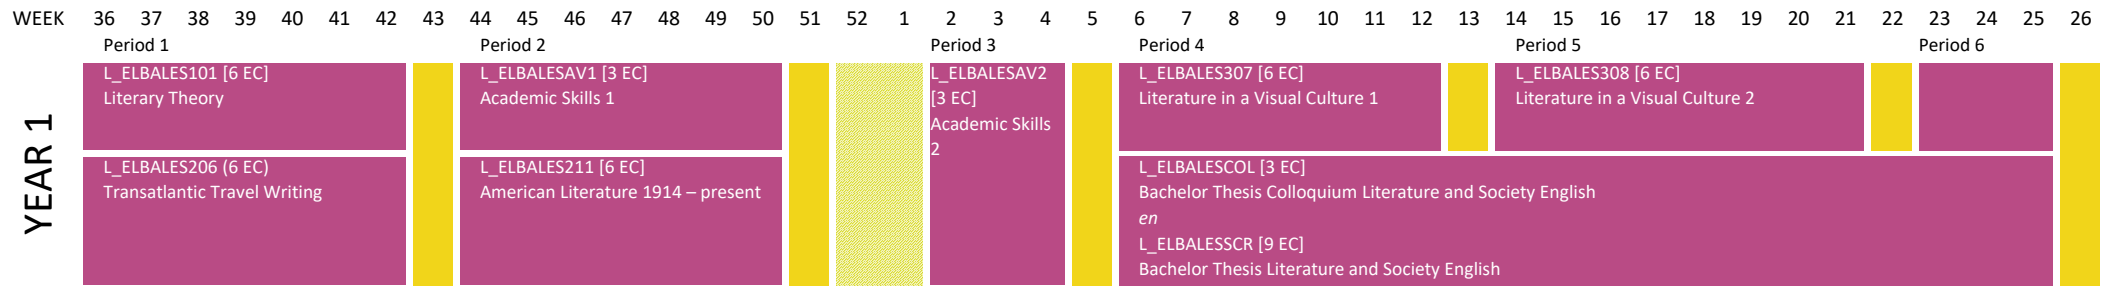 WEEK 36 37 38 39 40 41 42 43 44 45 46 47 48 49 50 51 52 1 2 3 4 5 6 7 8 9 10 11 12 13 14 15 16 17 18 19 20 21 22 23 24 25 26
Period 1 Period 2 Period 3 Period 4 Period 5 Period 6
YEAR 1
L_ELBALES101 [6 EC]
Literary Theory
L_ELBALES206 (6 EC)
Transatlantic Travel Writing
L_ELBALESAV1 [3 EC]
Academic Skills 1
L_ELBALES211 [6 EC]
American Literature 1914 – present
L_ELBALESAV2
[3 EC]
Academic Skills
2
L_ELBALES307 [6 EC]
Literature in a Visual Culture 1
L_ELBALES308 [6 EC]
Literature in a Visual Culture 2
L_ELBALESCOL [3 EC]
Bachelor Thesis Colloquium Literature and Society English
en
L_ELBALESSCR [9 EC]
Bachelor Thesis Literature and Society English